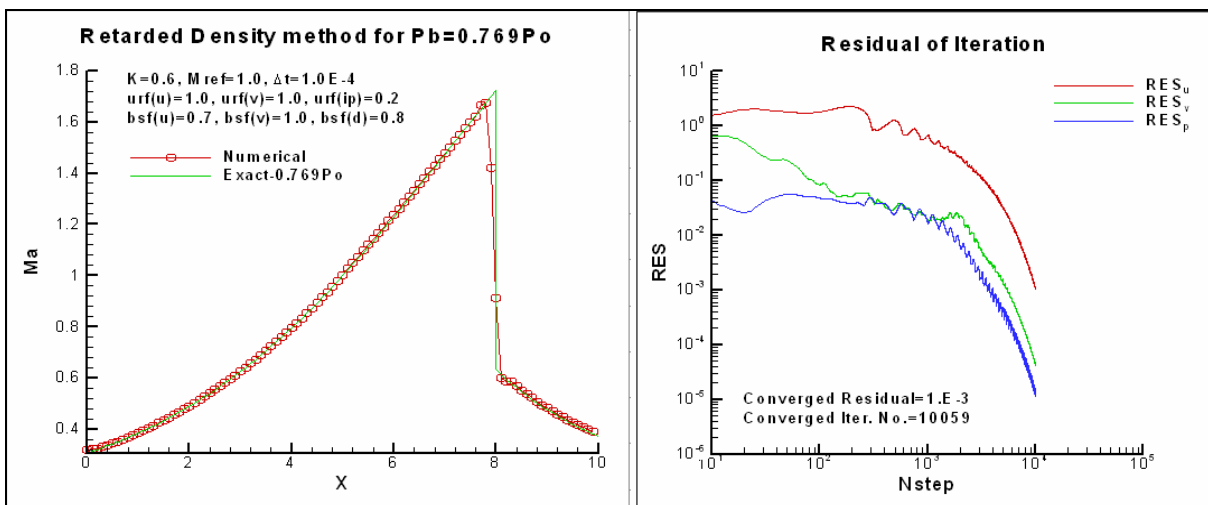 Retarded Density method for Pb=0.769Po
K=0.6, Mref=1.0, Δt=1.0E-4
urf(u)=1.0, urf(v)=1.0, urf(ip)=0.2
bsf(u)=0.7, bsf(v)=1.0, bsf(d)=0.8
Numerical
Exact-0.769Po
1.8
1.6
1.4
1.2
1
0.8
0.6
0.4
Ma
0 2 4 6 8 10
X
Residual of Iteration
RES_u
RES_v
RES_p
10^1
10^0
10^-1
10^-2
10^-3
10^-4
10^-5
10^-6
RES
Converged Residual=1.E-3
Converged Iter. No.=10059
10^1 10^2 10^3 10^4 10^5
Nstep